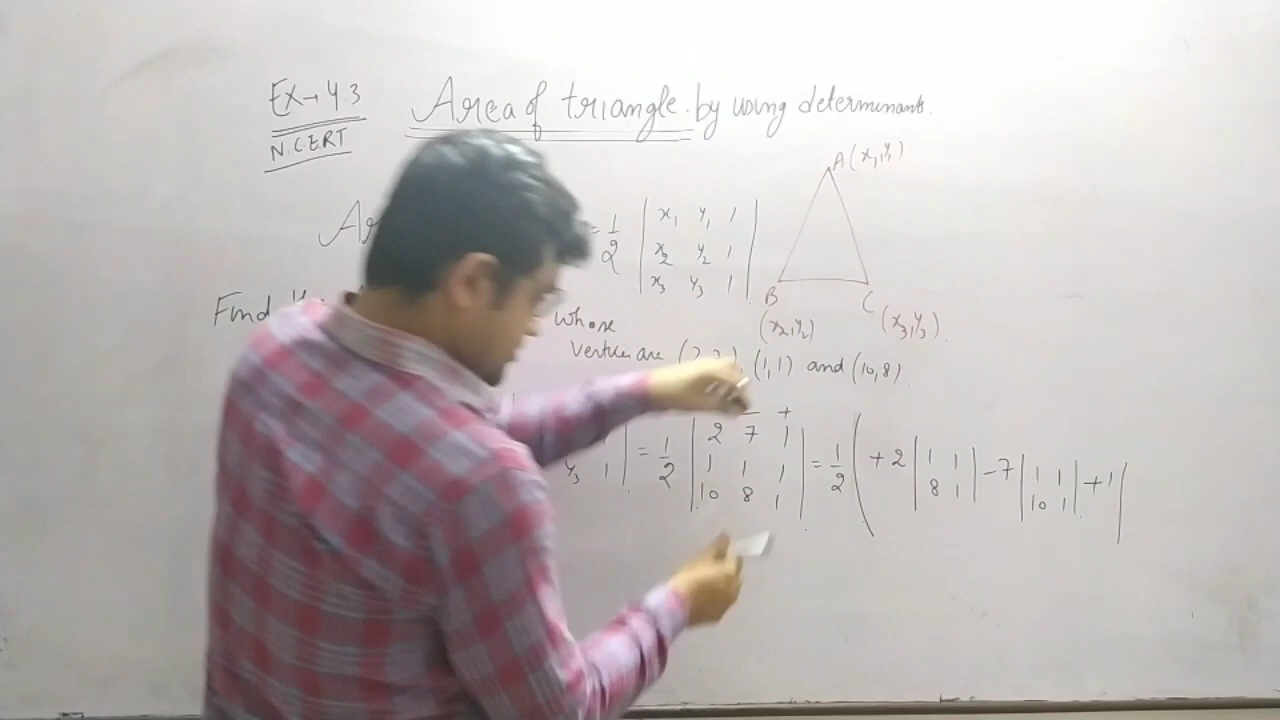 Ex→4.3 Area of triangle. by using determinants.
N.C.E.R.T
A(x₁,y₁)
= 1/2 | x₁ y₁ 1 |
| x₂ y₂ 1 |
| x₃ y₃ 1 |
B C
(x₂,y₂) (x₃,y₃).
Find whose
vertices are (1,1) and (10,8).
− +
y₃ 1 | = 1/2 | 2 7 1 | = 1/2 ( +2 | 1 1 | −7 | 1 1 | +1 |
| 1 1 1 | | 8 1 | | 10 1 |
| 10 8 1 |